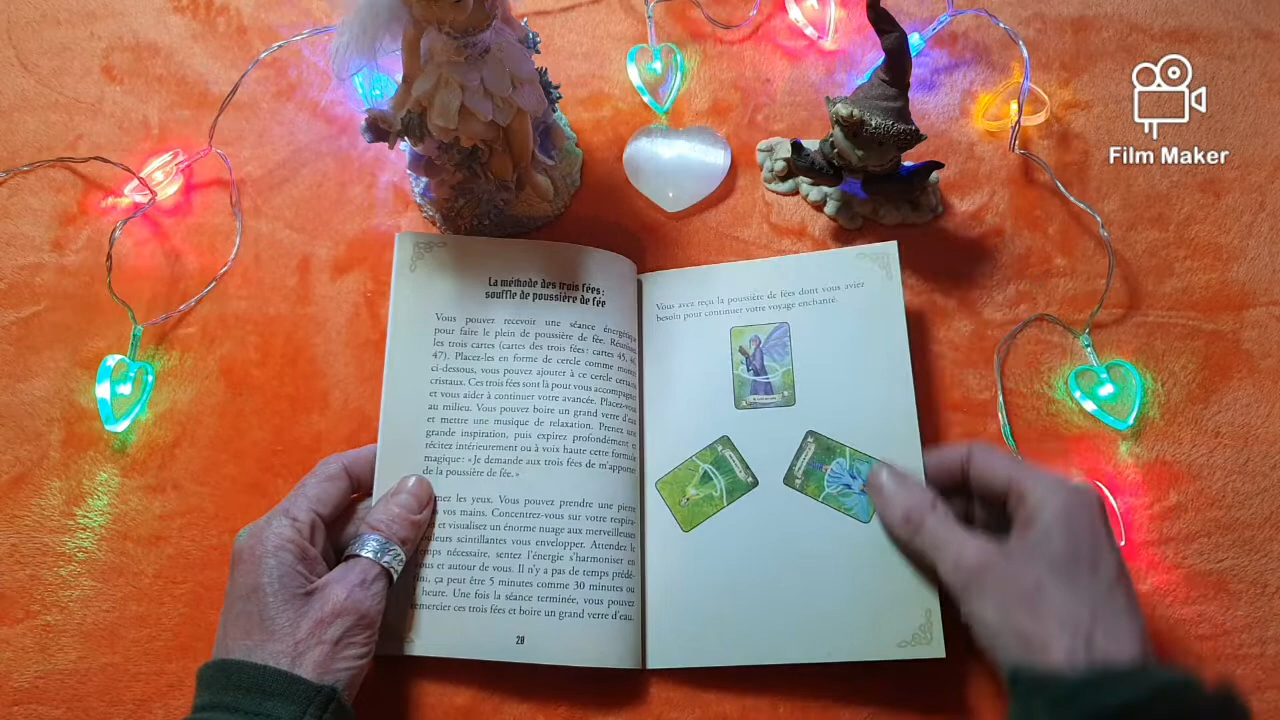 Film Maker
La méthode des trois fées :
souffle de poussière de fée
Vous pouvez recevoir une séance énergétique
pour faire le plein de poussière de fée. Réunissez
les trois cartes (cartes des trois fées : cartes 45,
47). Placez-les en forme de cercle comme
ci-dessous, vous pouvez ajouter à ce cercle
cristaux. Ces trois fées sont là pour vous
et vous aider à continuer votre avancée. Placez-vous
au milieu. Vous pouvez boire un grand verre d'eau
et mettre une musique de relaxation. Prenez une
grande inspiration, puis expirez profondément et
récitez intérieurement ou à voix haute cette formule
magique : « Je demande aux trois fées de
de la poussière de fée. »
les yeux. Vous pouvez prendre une
vos mains. Concentrez-vous sur votre
et visualisez un énorme nuage aux merveilleuses
scintillantes vous envelopper. Attendez le
nécessaire, sentez l'énergie s'harmoniser en
et autour de vous. Il n'y a pas de temps
ça peut être 5 minutes comme 30 minutes ou
heure. Une fois la séance terminée, vous pouvez
remercier ces trois fées et boire un grand verre d'eau.
20
Vous avez reçu la poussière de fées dont vous aviez
besoin pour continuer votre voyage enchanté.